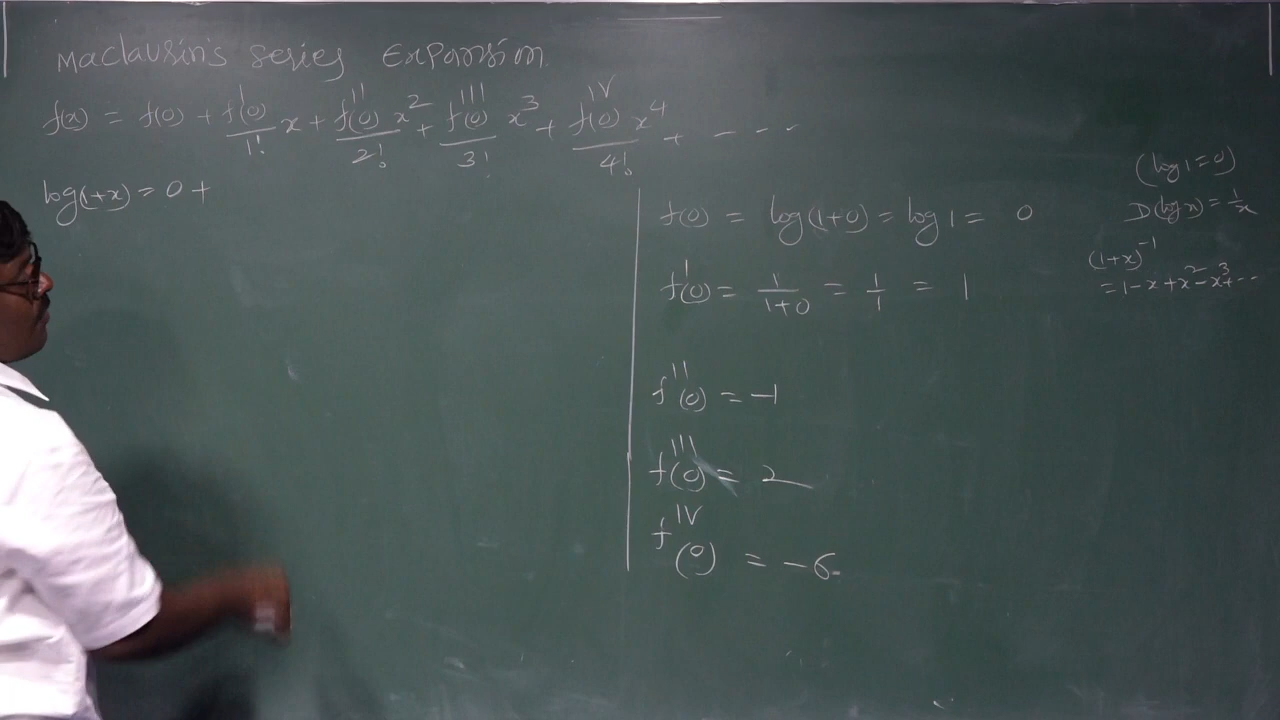 Maclaurin's series Expansion
f(x) = f(0) + f'(0)/1! x + f''(0)/2! x² + f'''(0)/3! x³ + f^IV(0)/4! x⁴ + - - - -
log(1+x) = 0 +
f(0) = log(1+0) = log 1 = 0
f'(0) = 1/(1+0) = 1/1 = 1
f''(0) = -1
f'''(0) = 2
f^IV(0) = -6
(log 1 = 0)
D(log x) = 1/x
(1+x)⁻¹
= 1 - x + x² - x³ + ---